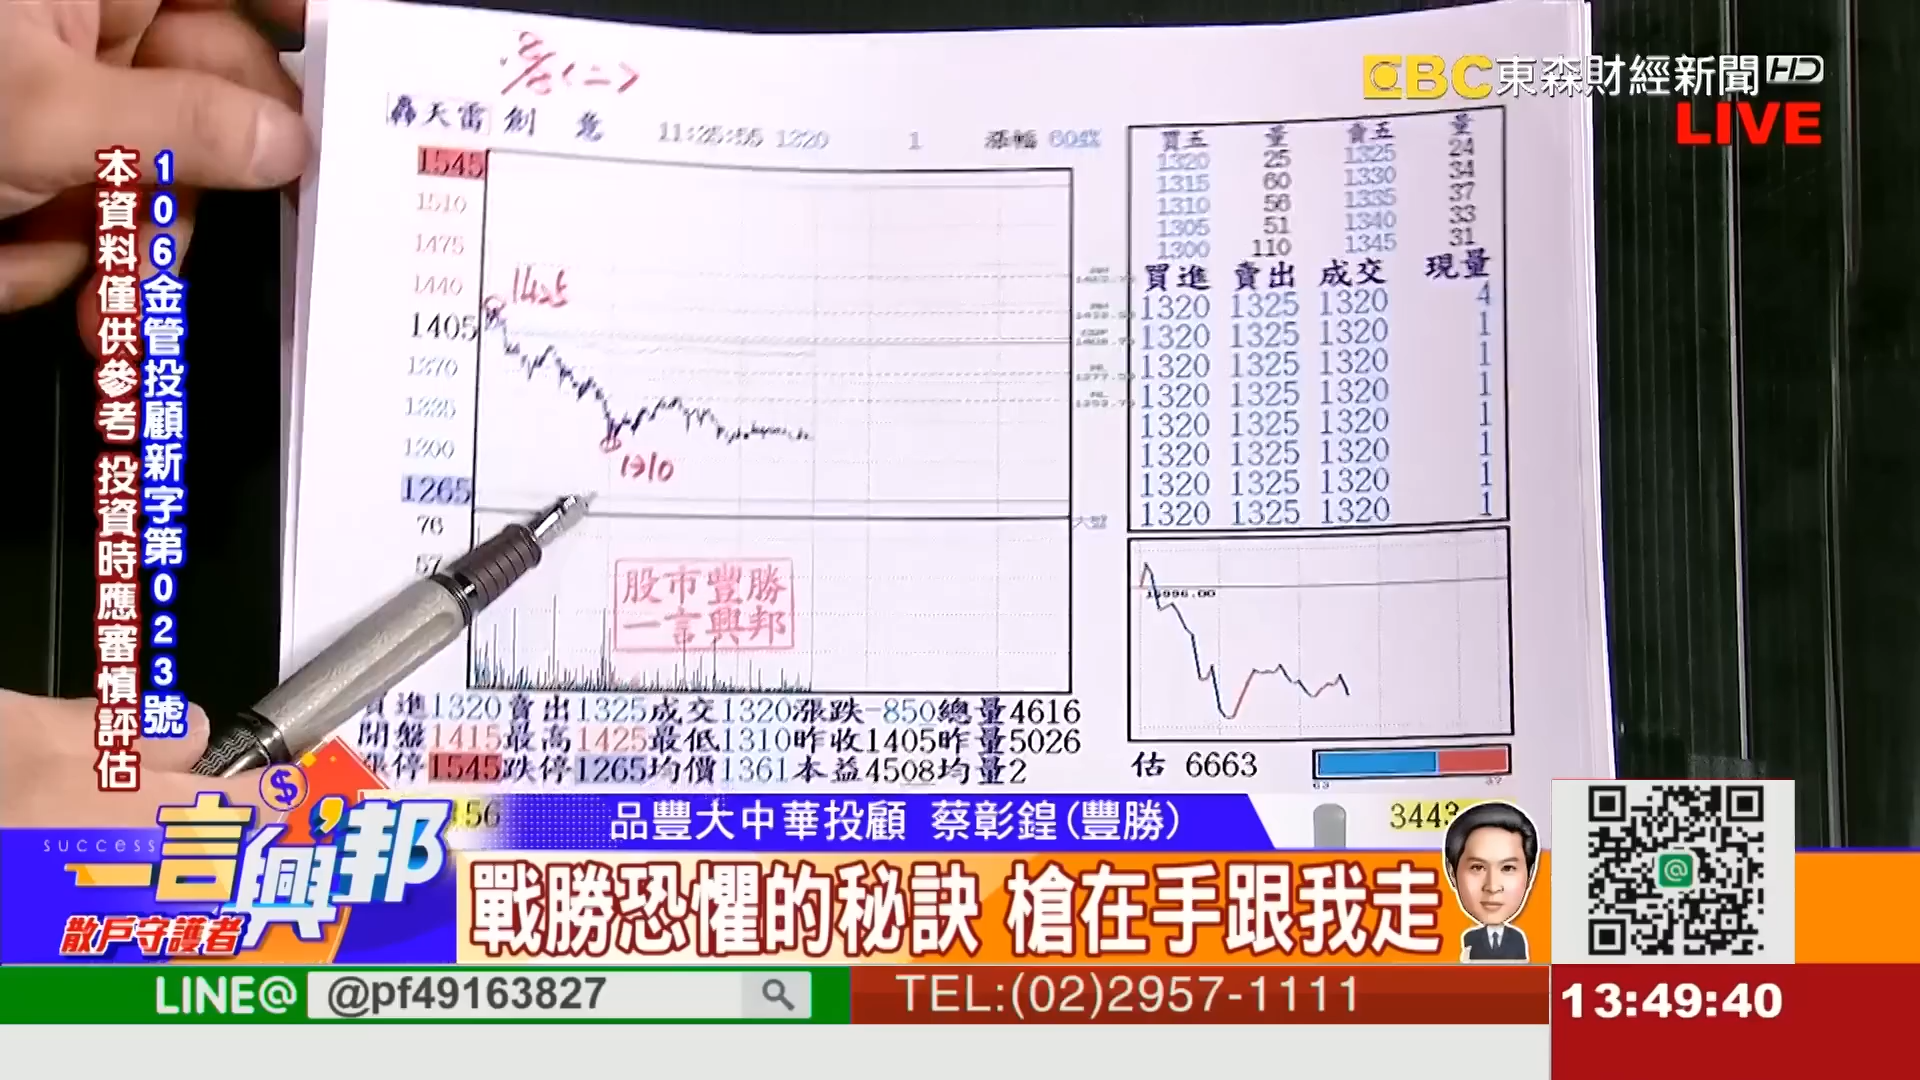 (二)
EBC東森財經新聞HD
LIVE
106金管投顧新字第023號
本資料僅供參考 投資時應審慎評估
轟天雷 創意 11:25:55 1320 1 漲幅 604%
1545
1510
1475
1440
1405
1370
1335
1300
1265
76
57
1425
1310
買五 量 賣五 量
1320 25 1325 24
1315 60 1330 34
1310 56 1335 37
1305 51 1340 33
1300 110 1345 31
買進 賣出 成交 現量
1320 1325 1320 4
1320 1325 1320 1
1320 1325 1320 1
1320 1325 1320 1
1320 1325 1320 1
1320 1325 1320 1
1320 1325 1320 1
1320 1325 1320 1
股市豐勝
一言興邦
進1320賣出1325成交1320漲跌-850總量4616
開盤1415最高1425最低1310昨收1405昨量5026
漲停1545跌停1265均價1361本益4508均量2
估 6663
success
一言興邦
散戶守護者
品豐大中華投顧 蔡彰鍠(豐勝)
戰勝恐懼的秘訣 槍在手跟我走
LINE@ @pf49163827
TEL:(02)2957-1111
13:49:40